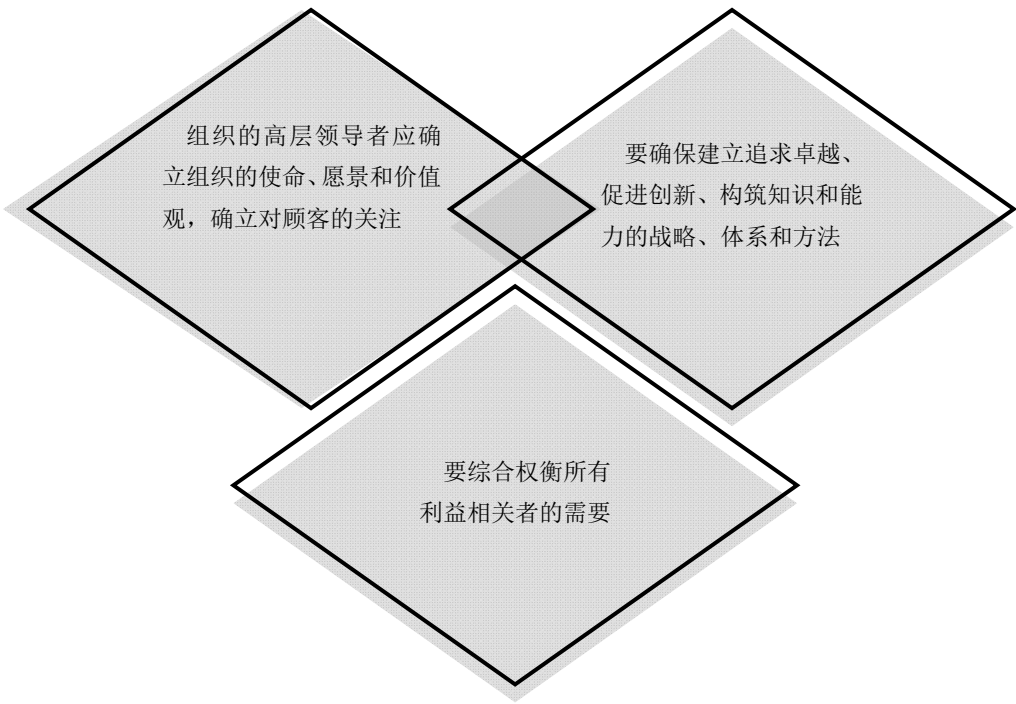 组织的高层领导者应确
立组织的使命、愿景和价值
观，确立对顾客的关注
要确保建立追求卓越、
促进创新、构筑知识和能
力的战略、体系和方法
要综合权衡所有
利益相关者的需要